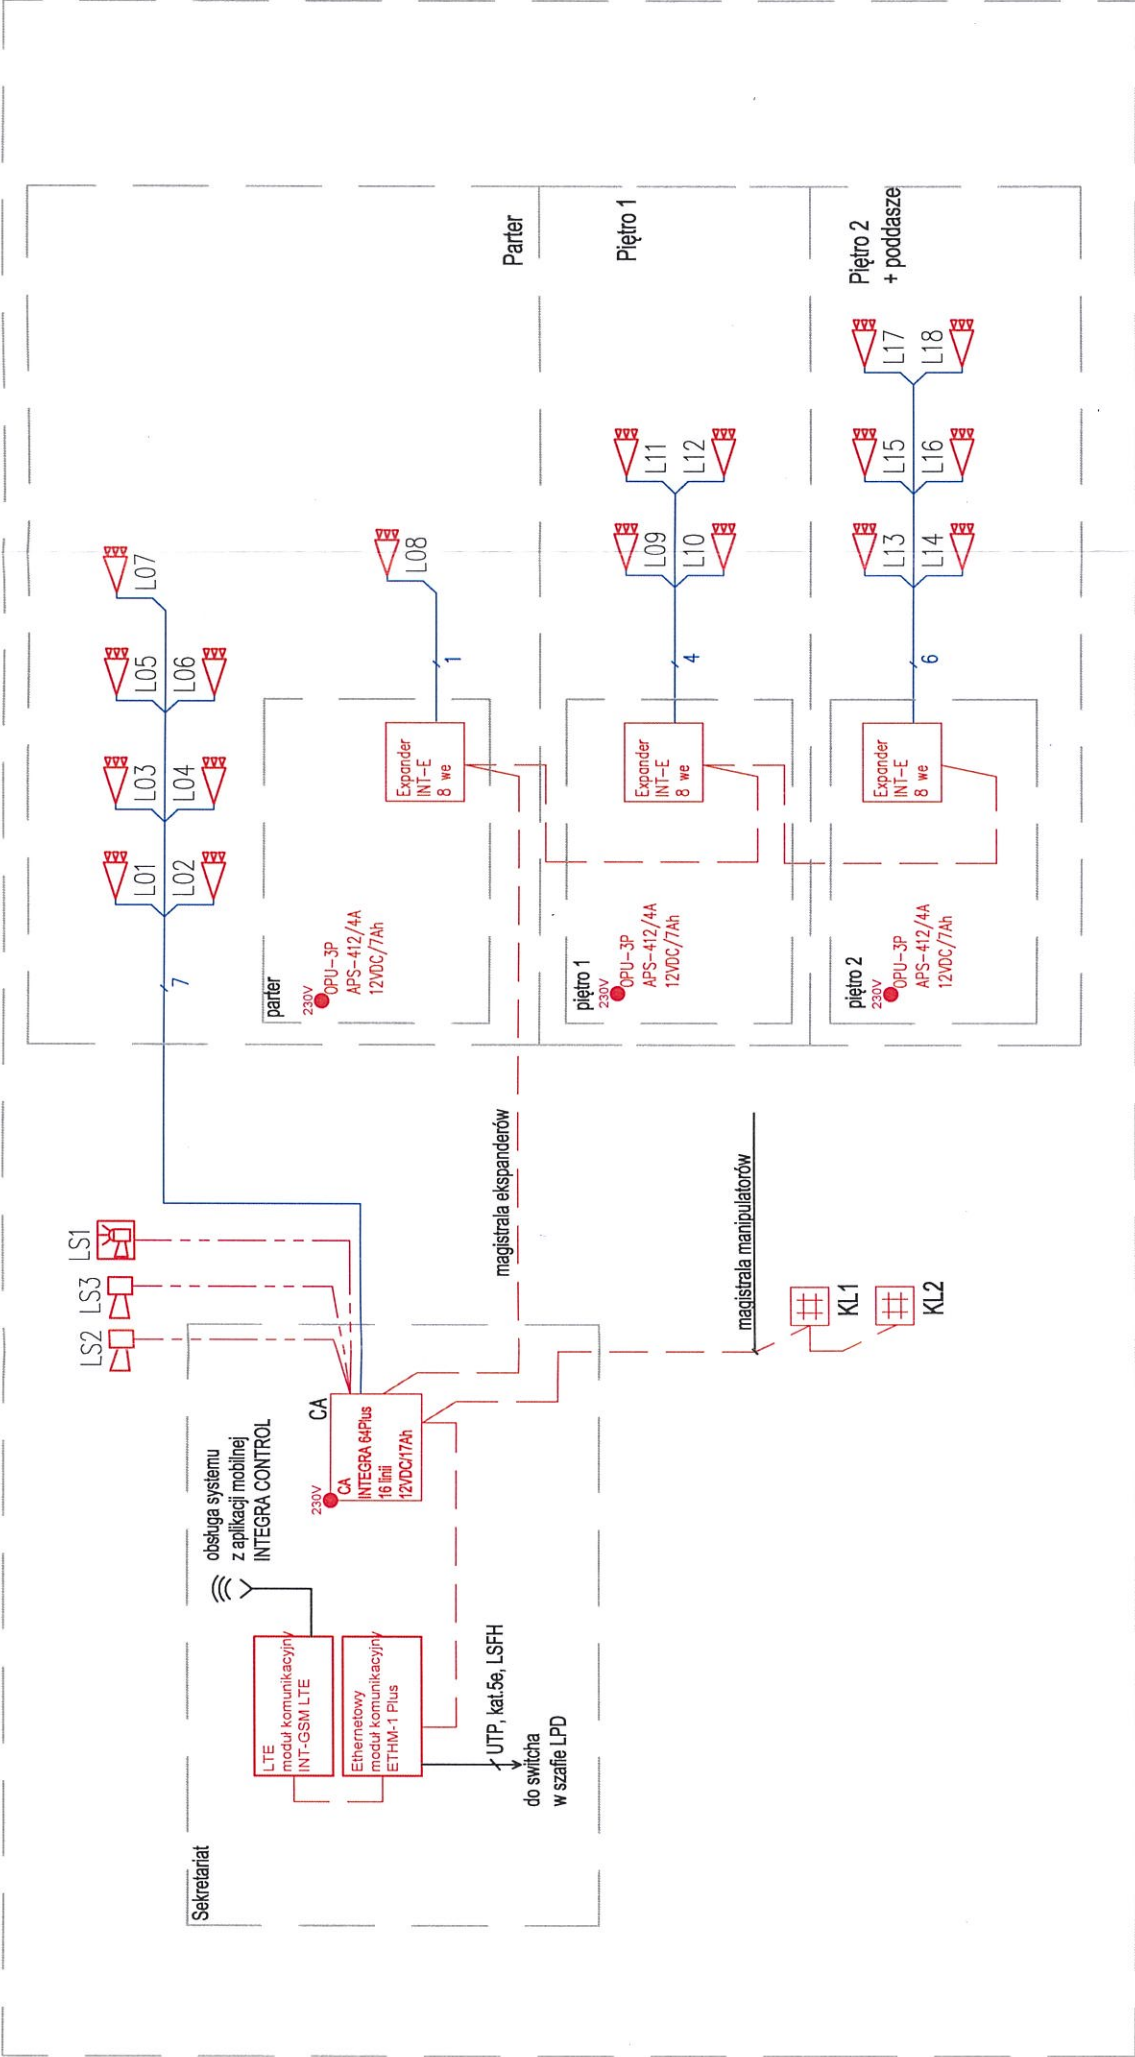 Sekretariat
LTE
moduł komunikacyjny
INT-GSM LTE
Ethernetowy
moduł komunikacyjny
ETHM-1 Plus
UTP, kat.5e, LSFH
do switcha
w szafie LPD
obsługa systemu
z aplikacji mobilnej
INTEGRA CONTROL
230V
CA
CA
INTEGRA 64Plus
16 linii
12VDC/17Ah
LS2
LS3
LS1
magistrala ekspanderów
magistrala manipulatorów
KL1
KL2
7
L01
L02
L03
L04
L05
L06
L07
parter
230V
OPU-3P
APS-412/4A
12VDC/7Ah
Expander
INT-E
8 we
1
L08
Parter
piętro 1
230V
OPU-3P
APS-412/4A
12VDC/7Ah
Expander
INT-E
8 we
4
L09
L10
L11
L12
Piętro 1
piętro 2
230V
OPU-3P
APS-412/4A
12VDC/7Ah
Expander
INT-E
8 we
6
L13
L14
L15
L16
L17
L18
Piętro 2
+ poddasze